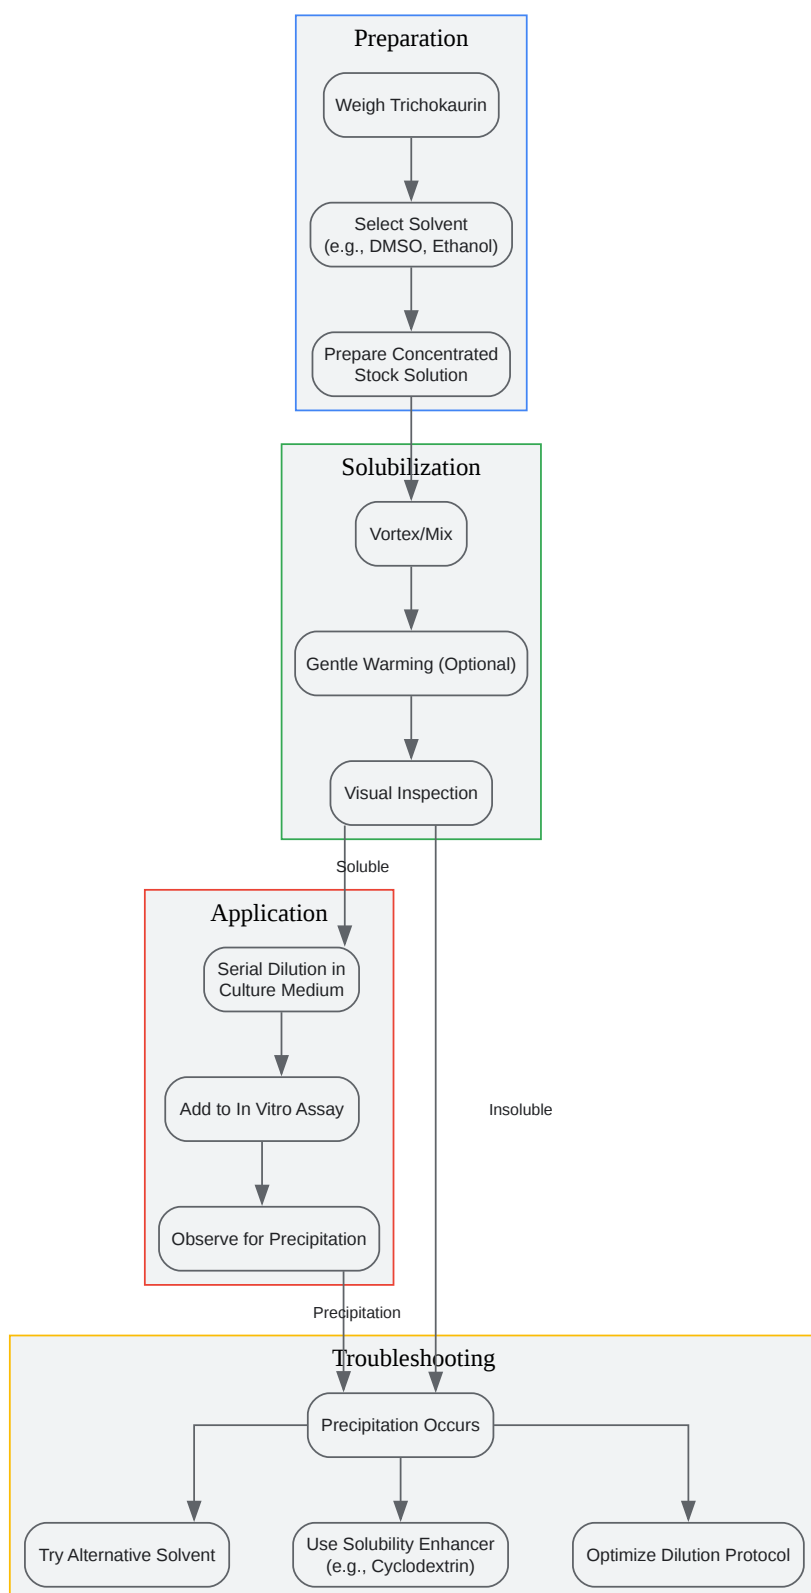 Preparation
Weigh Trichokaurin
Select Solvent
(e.g., DMSO, Ethanol)
Prepare Concentrated
Stock Solution
Solubilization
Vortex/Mix
Gentle Warming (Optional)
Visual Inspection
Soluble
Application
Serial Dilution in
Culture Medium
Add to In Vitro Assay
Insoluble
Observe for Precipitation
Precipitation
Troubleshooting
Precipitation Occurs
Try Alternative Solvent
Use Solubility Enhancer
(e.g., Cyclodextrin)
Optimize Dilution Protocol